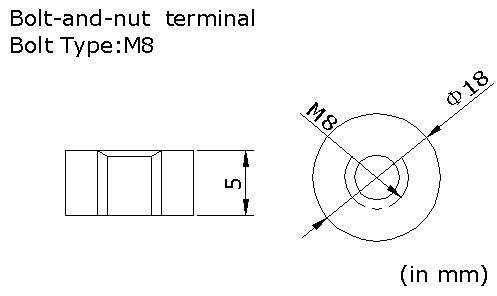 Bolt-and-nut terminal
Bolt Type:M8
M8
Φ18
5
(in mm)